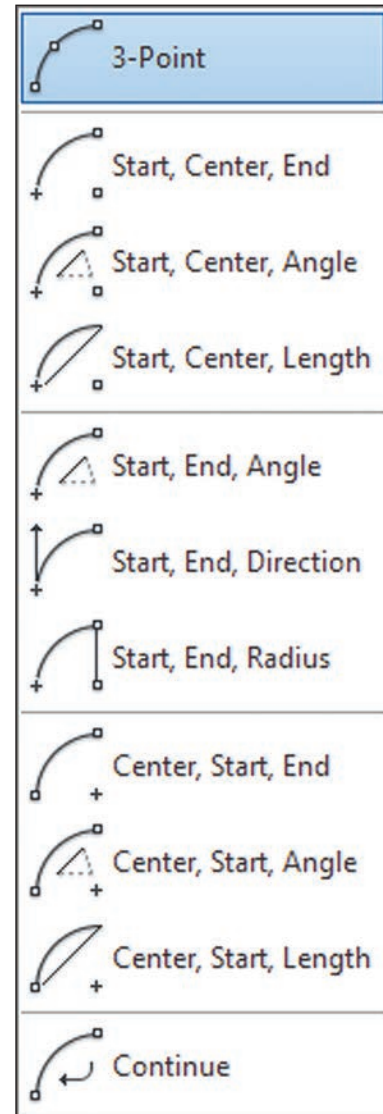 3-Point
Start, Center, End
Start, Center, Angle
Start, Center, Length
Start, End, Angle
Start, End, Direction
Start, End, Radius
Center, Start, End
Center, Start, Angle
Center, Start, Length
Continue